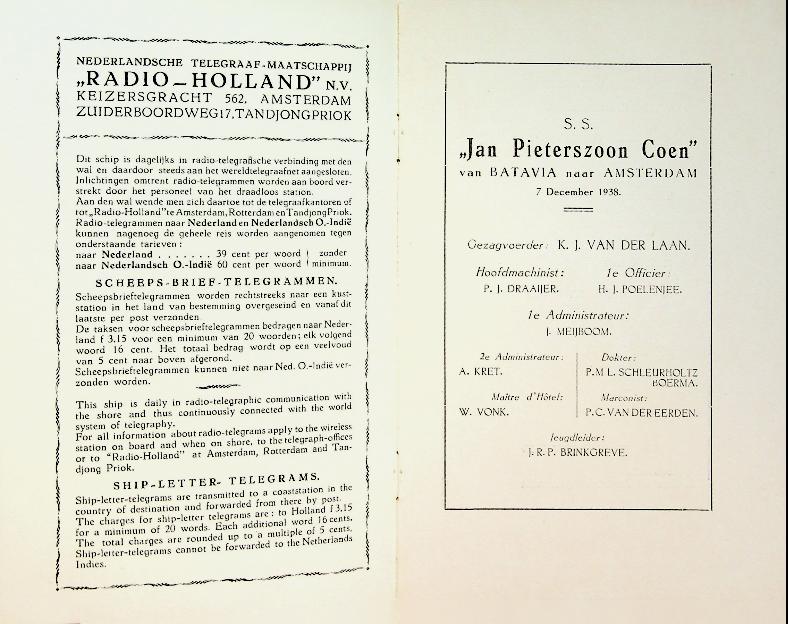 NEDERLANDSCHE TELEGRAAF-MAATSCHAPPIJ
„RADIO–HOLLAND” N.V.
KEIZERSGRACHT 562, AMSTERDAM
ZUIDERBOORDWEG 17, TANDJONG PRIOK
Dit schip is dagelijks in radio-telegrafische verbinding met den
wal en daardoor steeds aan het wereldtelegraafnet aangesloten.
Inlichtingen omtrent radio-telegrammen worden aan boord ver-
strekt door het personeel van het draadloos station.
Aan den wal wende men zich daartoe tot de telegraafkantoren of
tot „Radio-Holland” te Amsterdam, Rotterdam en Tandjong Priok.
Radio-telegrammen naar Nederland en Nederlandsch O.-Indië
kunnen nagenoeg de geheele reis worden aangenomen tegen
onderstaande tarieven :
naar Nederland . . . . . . . 39 cent per woord | zonder
naar Nederlandsch O.-Indië 60 cent per woord | minimum.
SCHEEPS-BRIEF-TELEGRAMMEN.
Scheepsbrieftelegrammen worden rechtstreeks naar een kust-
station in het land van bestemming overgeseind en vanaf dit
laatste per post verzonden
De taksen voor scheepsbrieftelegrammen bedragen naar Neder-
land f 3.15 voor een minimum van 20 woorden; elk volgend
woord 16 cent. Het totaal bedrag wordt op een veelvoud
van 5 cent naar boven afgerond.
Scheepsbrieftelegrammen kunnen niet naar Ned. O.-Indië ver-
zonden worden.
This ship is daily in radio-telegraphic communication with
the shore and thus continuously connected with the world
system of telegraphy.
For all information about radio-telegrams apply to the wireless
station on board and when on shore, to the telegraph-offices
or to "Radio-Holland" at Amsterdam, Rotterdam and Tan-
djong Priok.
SHIP-LETTER- TELEGRAMS.
Ship-letter-telegrams are transmitted to a coaststation in the
country of destination and forwarded from there by post.
The charges for ship-letter telegrams are : to Holland f 3.15
for a minimum of 20 words. Each additional word 16 cents.
The total charges are rounded up to a multiple of 5 cents.
Ship-letter-telegrams cannot be forwarded to the Netherlands
Indies.
S. S.
„Jan Pieterszoon Coen”
van BATAVIA naar AMSTERDAM
7 December 1938.
Gezagvoerder: K. J. VAN DER LAAN.
Hoofdmachinist: 1e Officier:
P. J. DRAAIJER. H. J. POELENJEE.
1e Administrateur:
J. MEIJBOOM.
2e Administrateur: Dokter:
A. KRET. P.M L. SCHLEURHOLTZ
BOERMA.
Maître d'Hôtel: Marconist:
W. VONK. P.C. VAN DER EERDEN.
Jeugdleider:
J. R. P. BRINKGREVE.